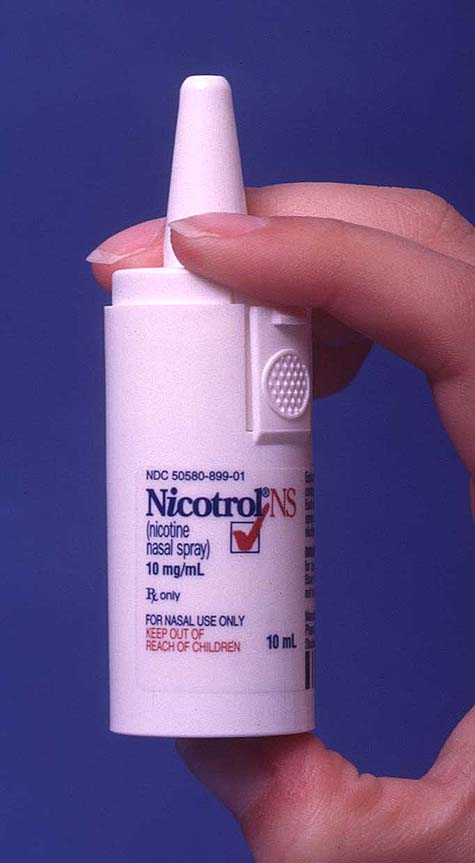 NDC 50580-899-01
Nicotrol® NS
(nicotine
nasal spray)
10 mg/mL
Rx only
FOR NASAL USE ONLY
KEEP OUT OF
REACH OF CHILDREN
10 mL